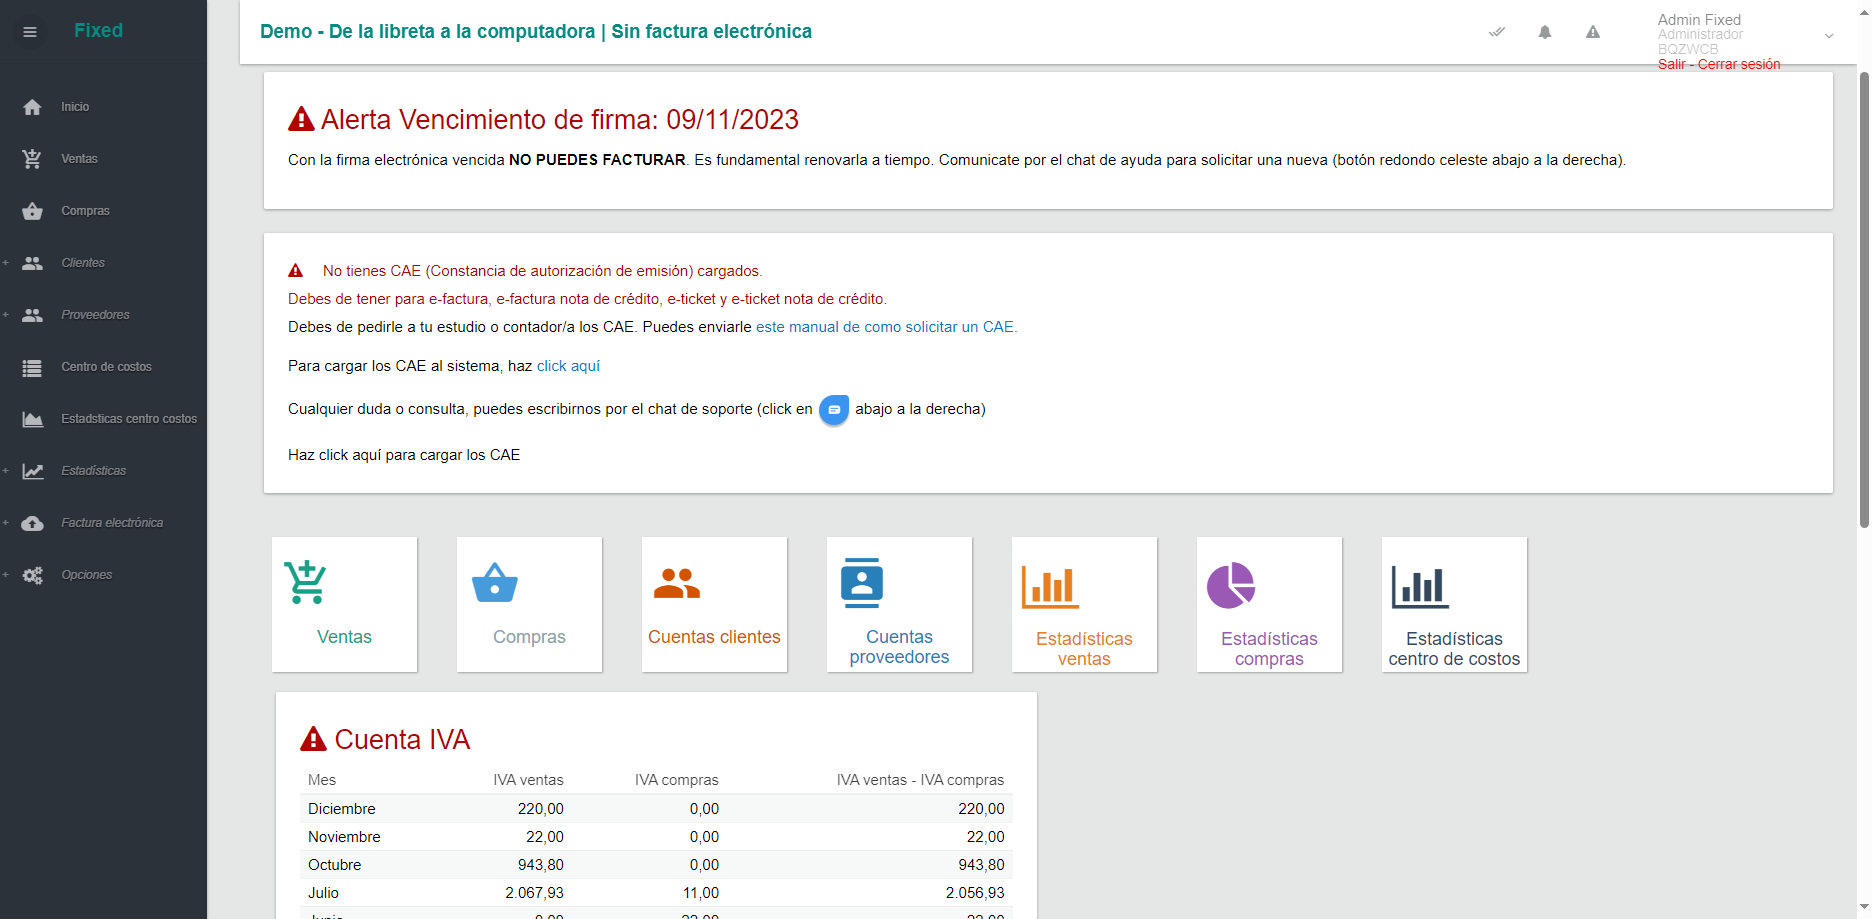 Fixed
Demo - De la libreta a la computadora | Sin factura electrónica
Admin Fixed
Administrador
BQZWCB
Salir - Cerrar sesión
Inicio
Ventas
Compras
+ Clientes
+ Proveedores
Centro de costos
Estadsticas centro costos
+ Estadísticas
+ Factura electrónica
+ Opciones
Alerta Vencimiento de firma: 09/11/2023
Con la firma electrónica vencida NO PUEDES FACTURAR. Es fundamental renovarla a tiempo. Comunicate por el chat de ayuda para solicitar una nueva (botón redondo celeste abajo a la derecha).
No tienes CAE (Constancia de autorización de emisión) cargados.
Debes de tener para e-factura, e-factura nota de crédito, e-ticket y e-ticket nota de crédito.
Debes de pedirle a tu estudio o contador/a los CAE. Puedes enviarle este manual de como solicitar un CAE.
Para cargar los CAE al sistema, haz click aquí
Cualquier duda o consulta, puedes escribirnos por el chat de soporte (click en abajo a la derecha)
Haz click aquí para cargar los CAE
Ventas
Compras
Cuentas clientes
Cuentas
proveedores
Estadísticas
ventas
Estadísticas
compras
Estadísticas
centro de costos
Cuenta IVA
Mes IVA ventas IVA compras IVA ventas - IVA compras
Diciembre 220,00 0,00 220,00
Noviembre 22,00 0,00 22,00
Octubre 943,80 0,00 943,80
Julio 2.067,93 11,00 2.056,93